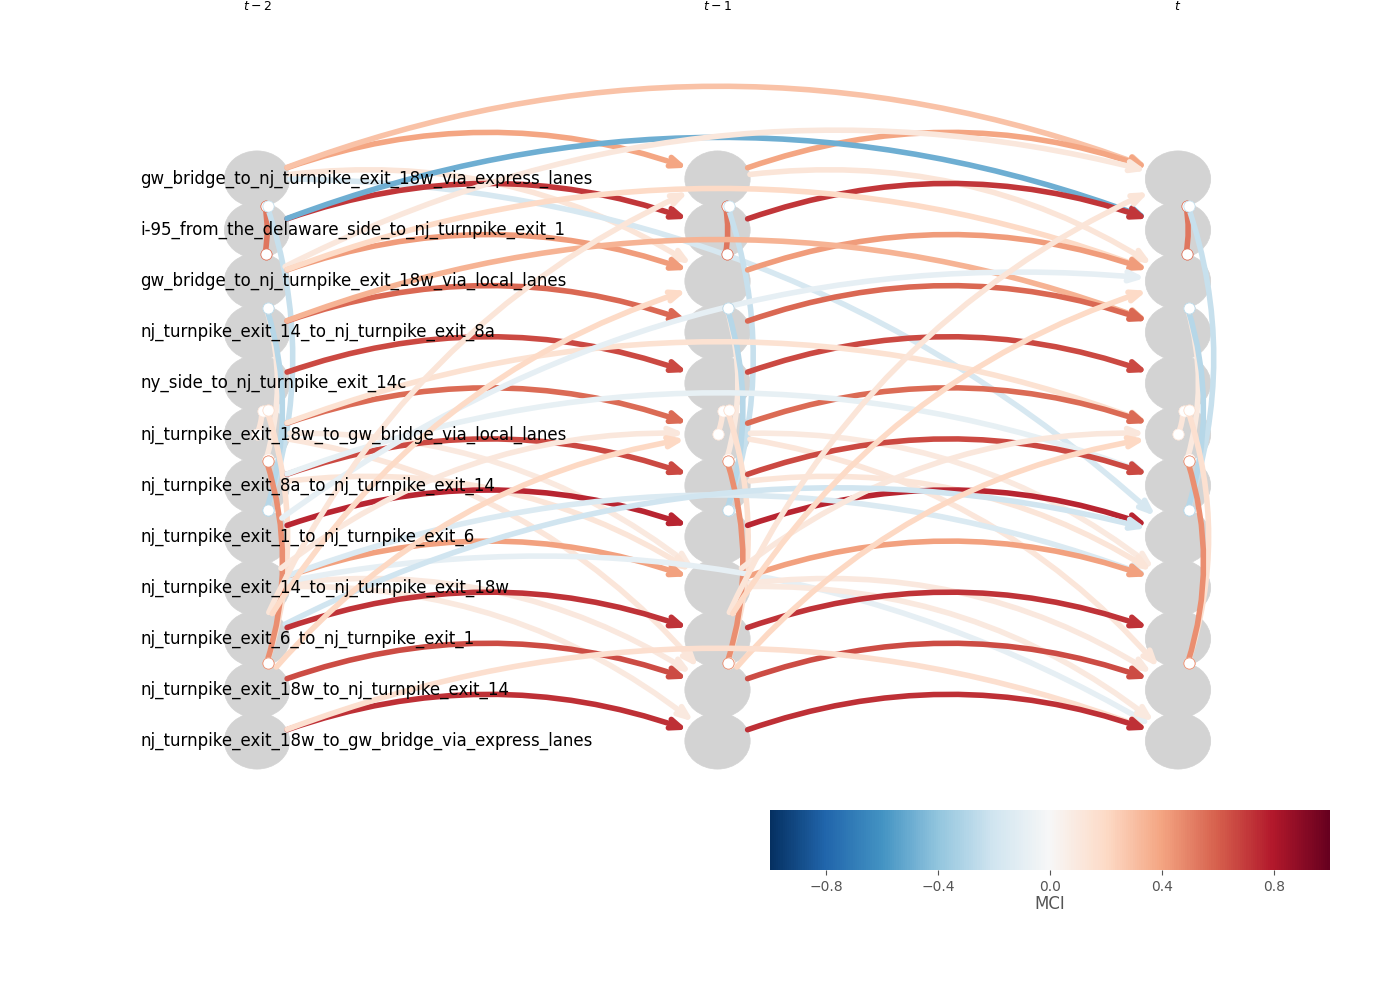 t − 2
t − 1
t
gw_bridge_to_nj_turnpike_exit_18w_via_express_lanes
i-95_from_the_delaware_side_to_nj_turnpike_exit_1
gw_bridge_to_nj_turnpike_exit_18w_via_local_lanes
nj_turnpike_exit_14_to_nj_turnpike_exit_8a
ny_side_to_nj_turnpike_exit_14c
nj_turnpike_exit_18w_to_gw_bridge_via_local_lanes
nj_turnpike_exit_8a_to_nj_turnpike_exit_14
nj_turnpike_exit_1_to_nj_turnpike_exit_6
nj_turnpike_exit_14_to_nj_turnpike_exit_18w
nj_turnpike_exit_6_to_nj_turnpike_exit_1
nj_turnpike_exit_18w_to_nj_turnpike_exit_14
nj_turnpike_exit_18w_to_gw_bridge_via_express_lanes
−0.8 −0.4 0.0 0.4 0.8
MCI